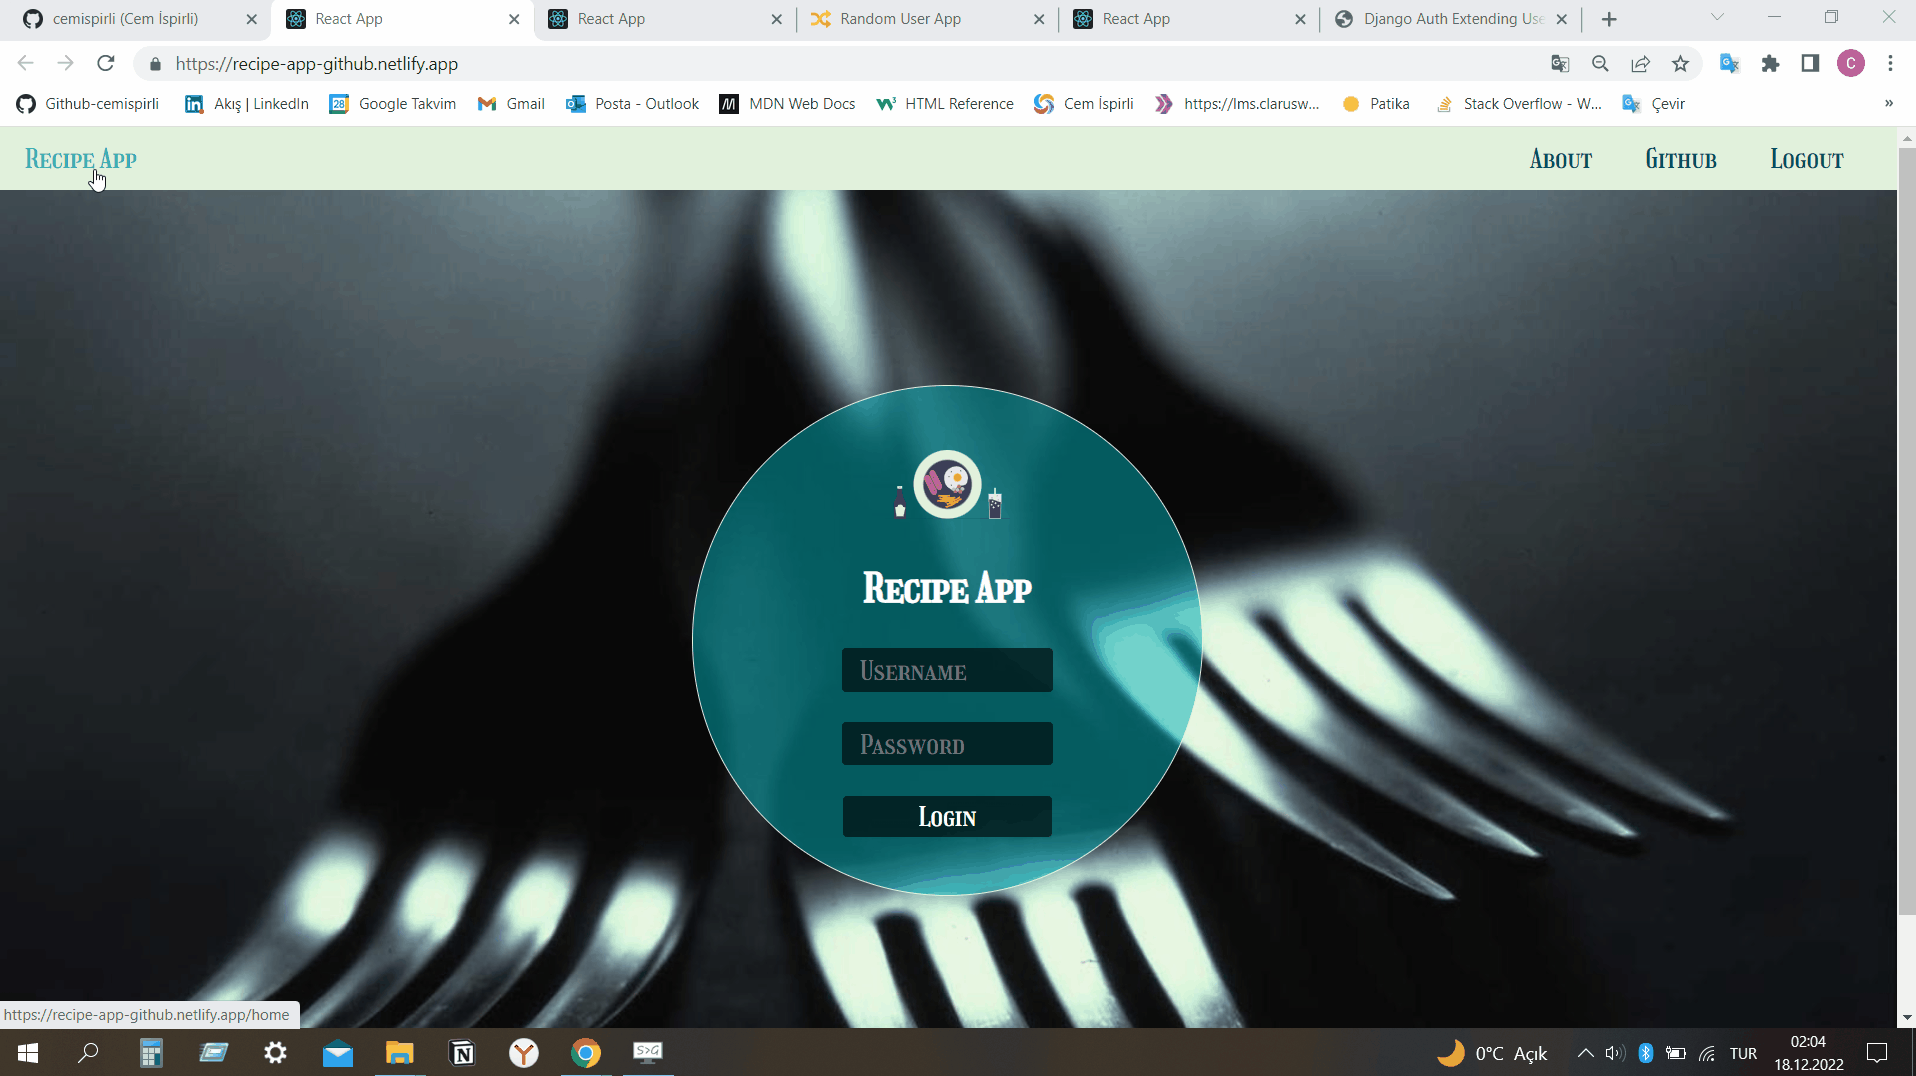 cemispirli (Cem İspirli)
React App
React App
Random User App
React App
Django Auth Extending Use
https://recipe-app-github.netlify.app
C
Github-cemispirli
Akış | LinkedIn
28
Google Takvim
Gmail
Posta - Outlook
MDN Web Docs
HTML Reference
Cem İspirli
https://lms.clarusw...
Patika
Stack Overflow - W...
Çevir
»
Recipe App
About
Github
Logout
Recipe App
Username
Password
Login
https://recipe-app-github.netlify.app/home
S>G
0°C Açık
TUR
02:04
18.12.2022